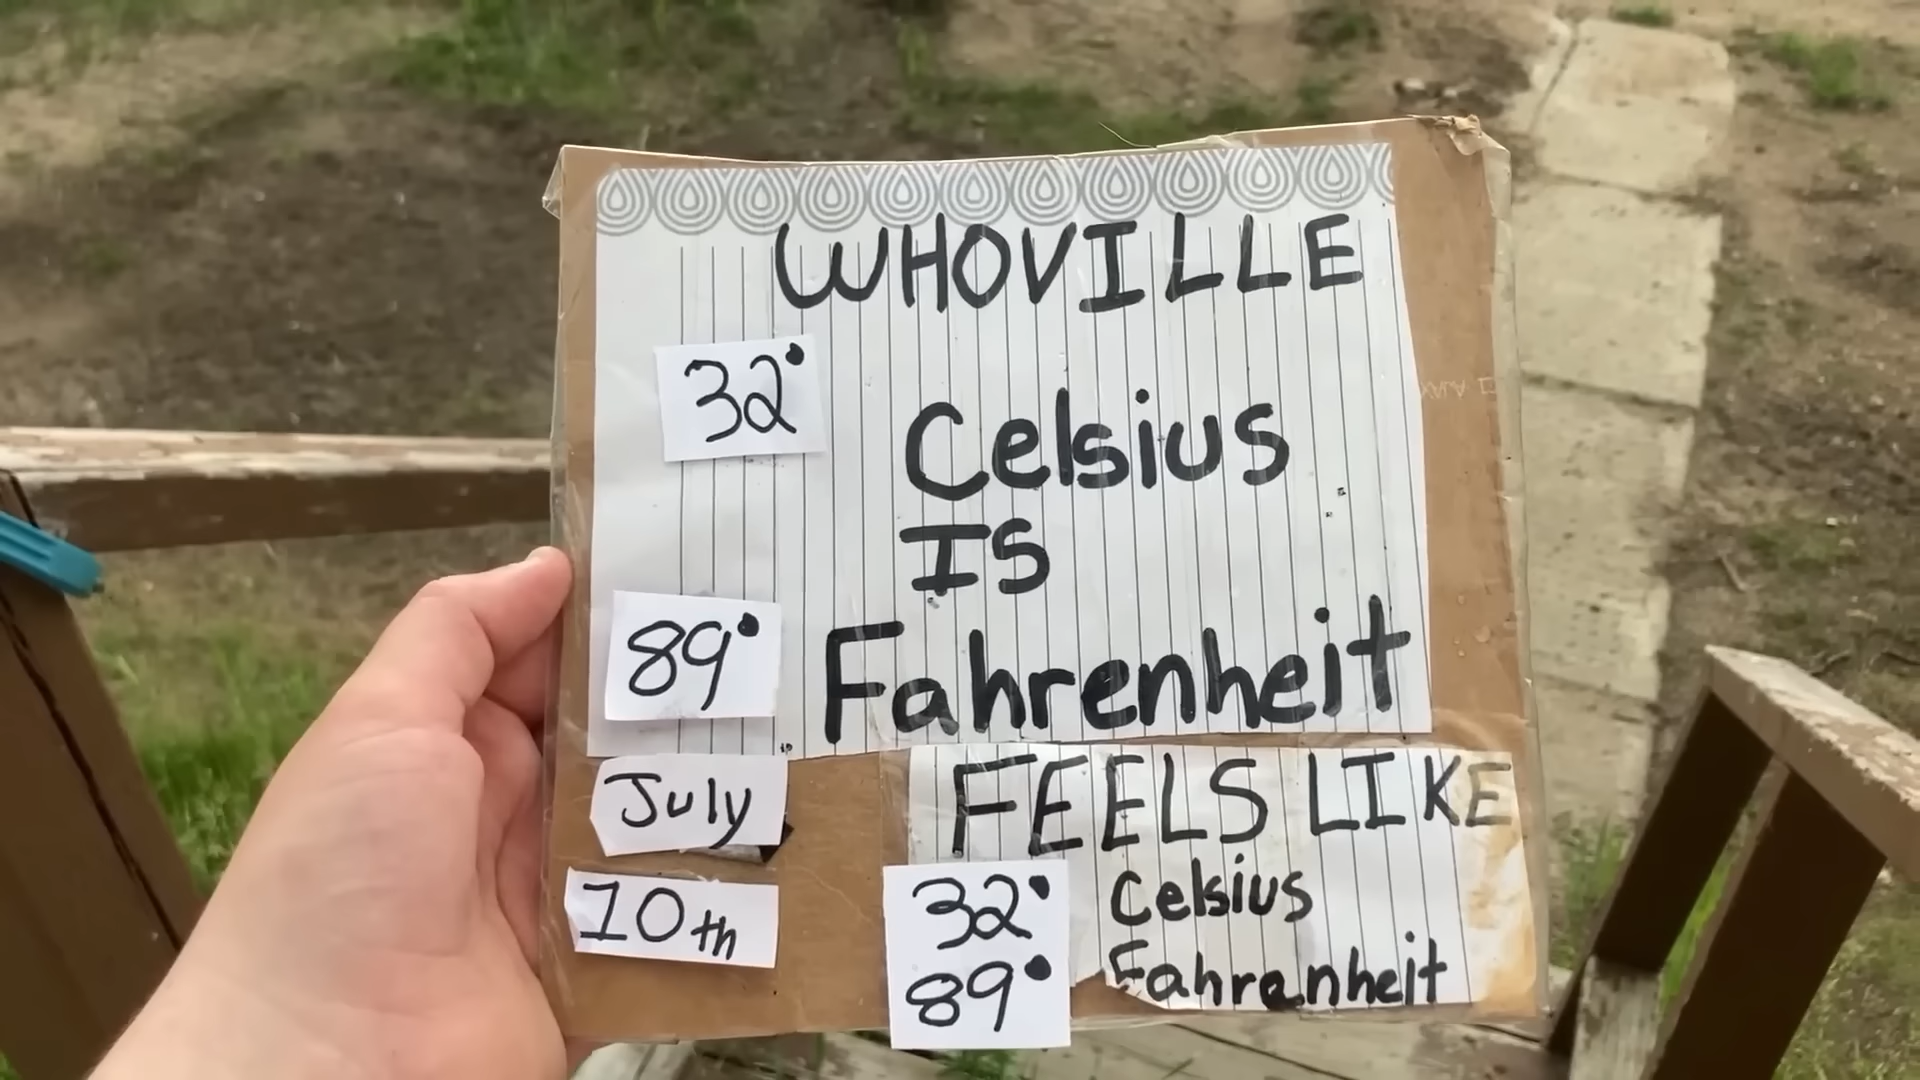 WHOVILLE
32°
Celsius
IS
89° Fahrenheit
July
10th
FEELS LIKE
32° Celsius
89° Fahrenheit